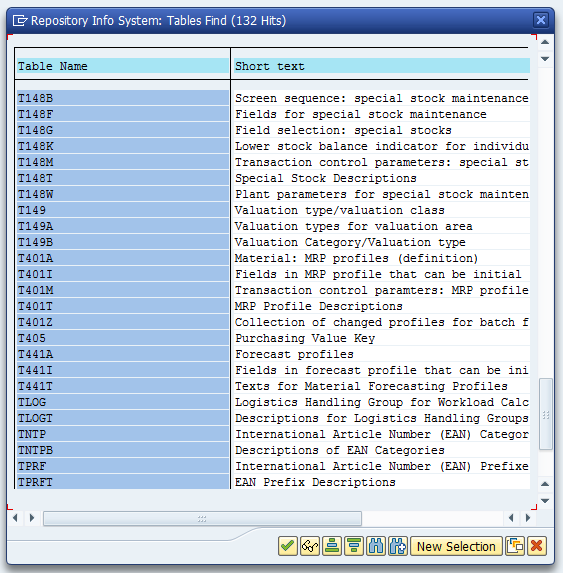 Repository Info System: Tables Find (132 Hits)
Table Name Short text
T148B Screen sequence: special stock maintenance
T148F Fields for special stock maintenance
T148G Field selection: special stocks
T148K Lower stock balance indicator for individu
T148M Transaction control parameters: special st
T148T Special Stock Descriptions
T148W Plant parameters for special stock mainten
T149 Valuation type/valuation class
T149A Valuation types for valuation area
T149B Valuation Category/Valuation type
T401A Material: MRP profiles (definition)
T401I Fields in MRP profile that can be initial
T401M Transaction control paramters: MRP profile
T401T MRP Profile Descriptions
T401Z Collection of changed profiles for batch f
T405 Purchasing Value Key
T441A Forecast profiles
T441I Fields in forecast profile that can be ini
T441T Texts for Material Forecasting Profiles
TLOG Logistics Handling Group for Workload Calc
TLOGT Descriptions for Logistics Handling Groups
TNTP International Article Number (EAN) Categor
TNTPB Descriptions of EAN Categories
TPRF International Article Number (EAN) Prefixe
TPRFT EAN Prefix Descriptions
New Selection